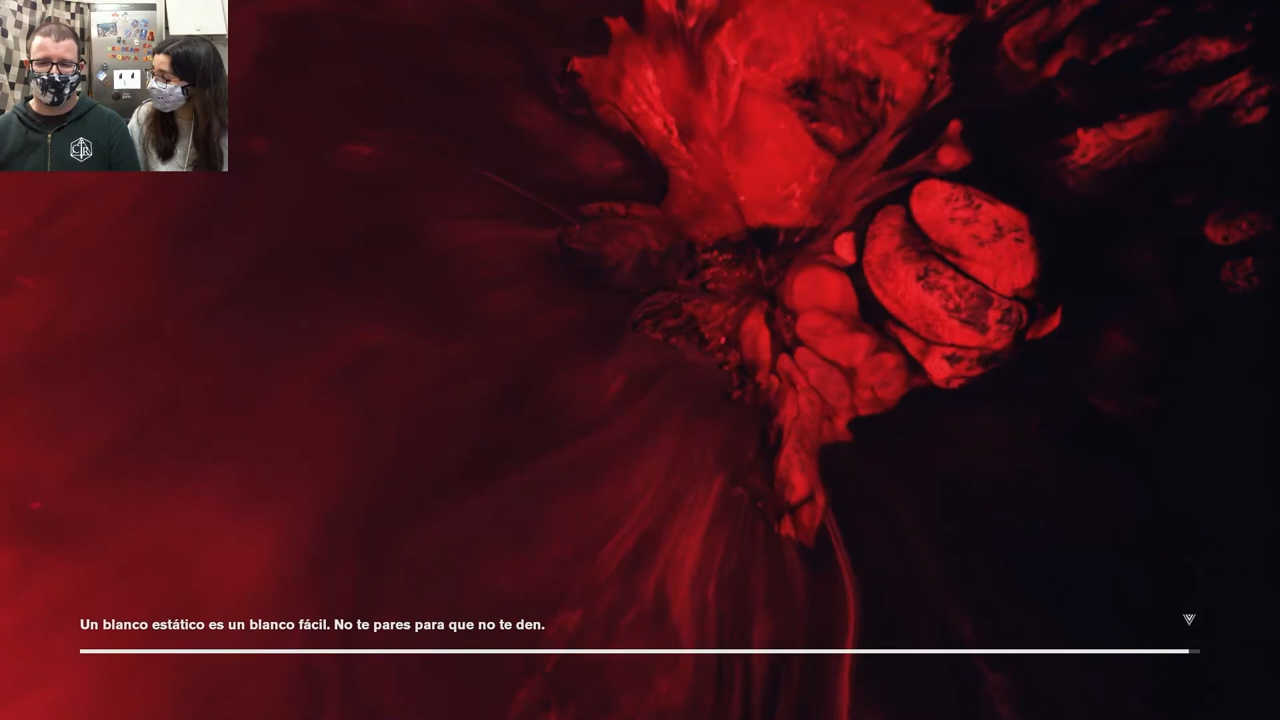 Un blanco estático es un blanco fácil. No te pares para que no te den.